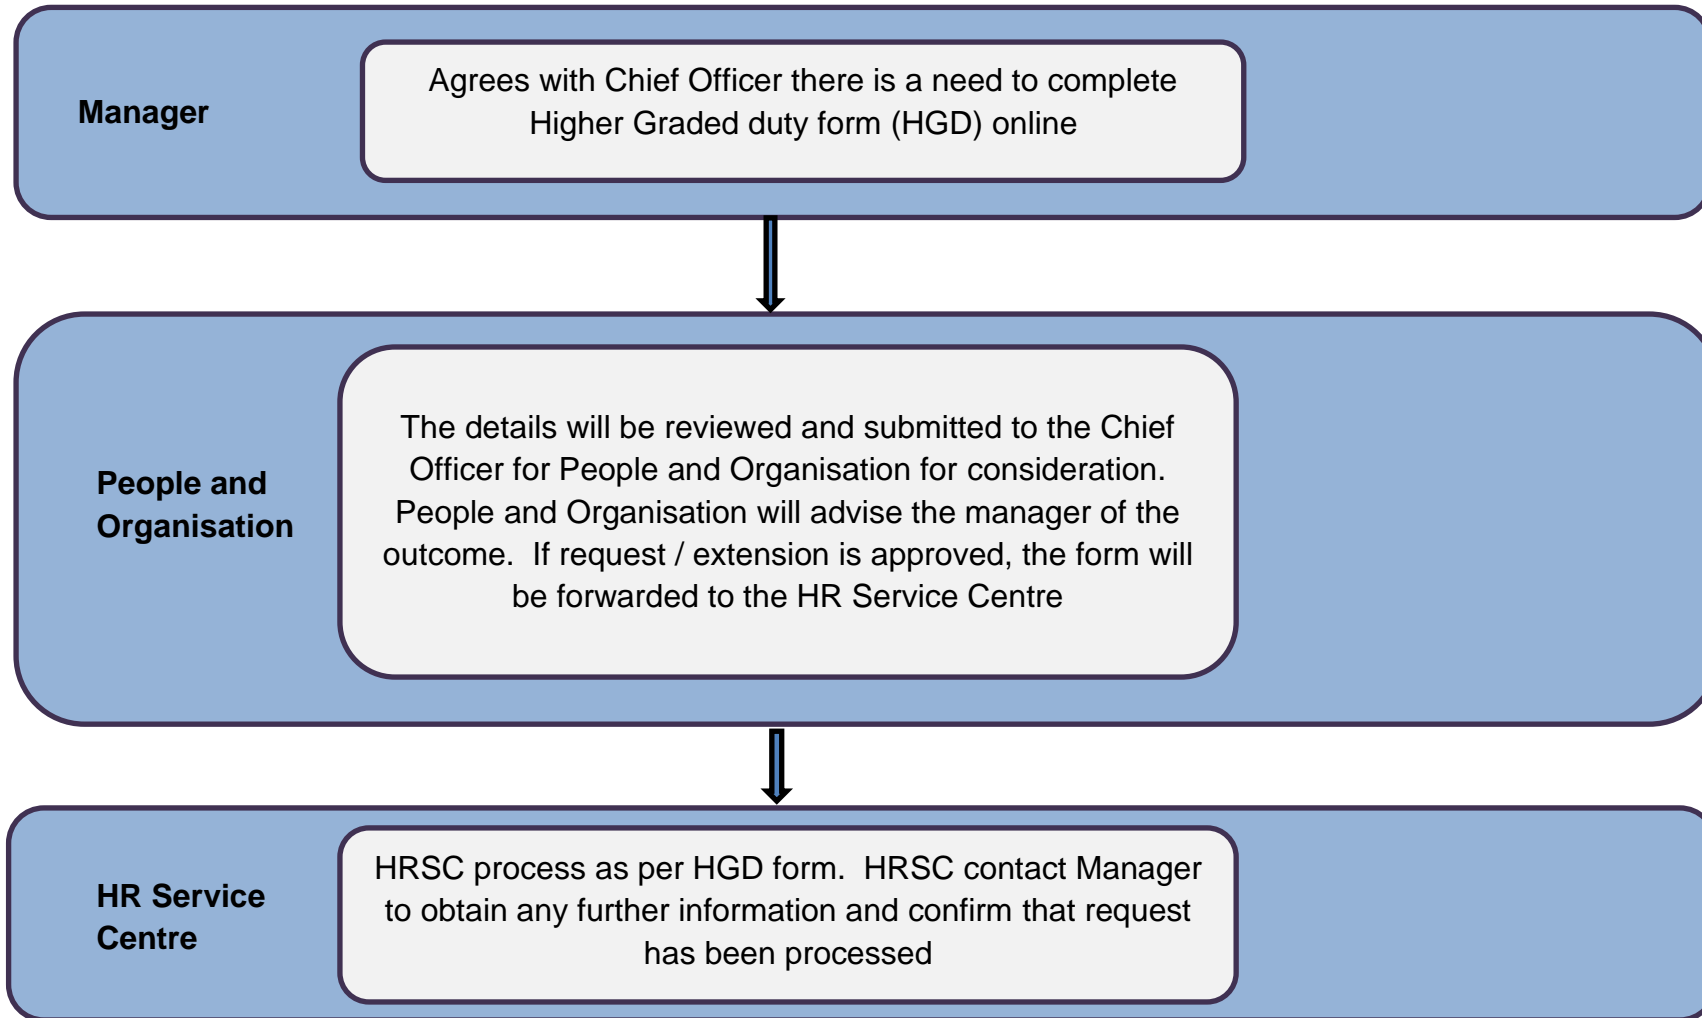 Manager
Agrees with Chief Officer there is a need to complete
Higher Graded duty form (HGD) online
People and
Organisation
The details will be reviewed and submitted to the Chief
Officer for People and Organisation for consideration.
People and Organisation will advise the manager of the
outcome.  If request / extension is approved, the form will
be forwarded to the HR Service Centre
HR Service
Centre
HRSC process as per HGD form.  HRSC contact Manager
to obtain any further information and confirm that request
has been processed